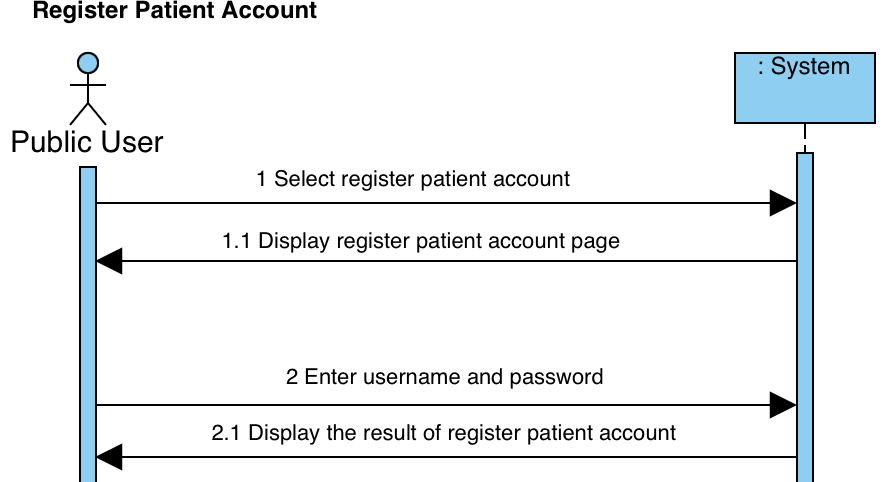 Register Patient Account
: System
Public User
1 Select register patient account
1.1 Display register patient account page
2 Enter username and password
2.1 Display the result of register patient account